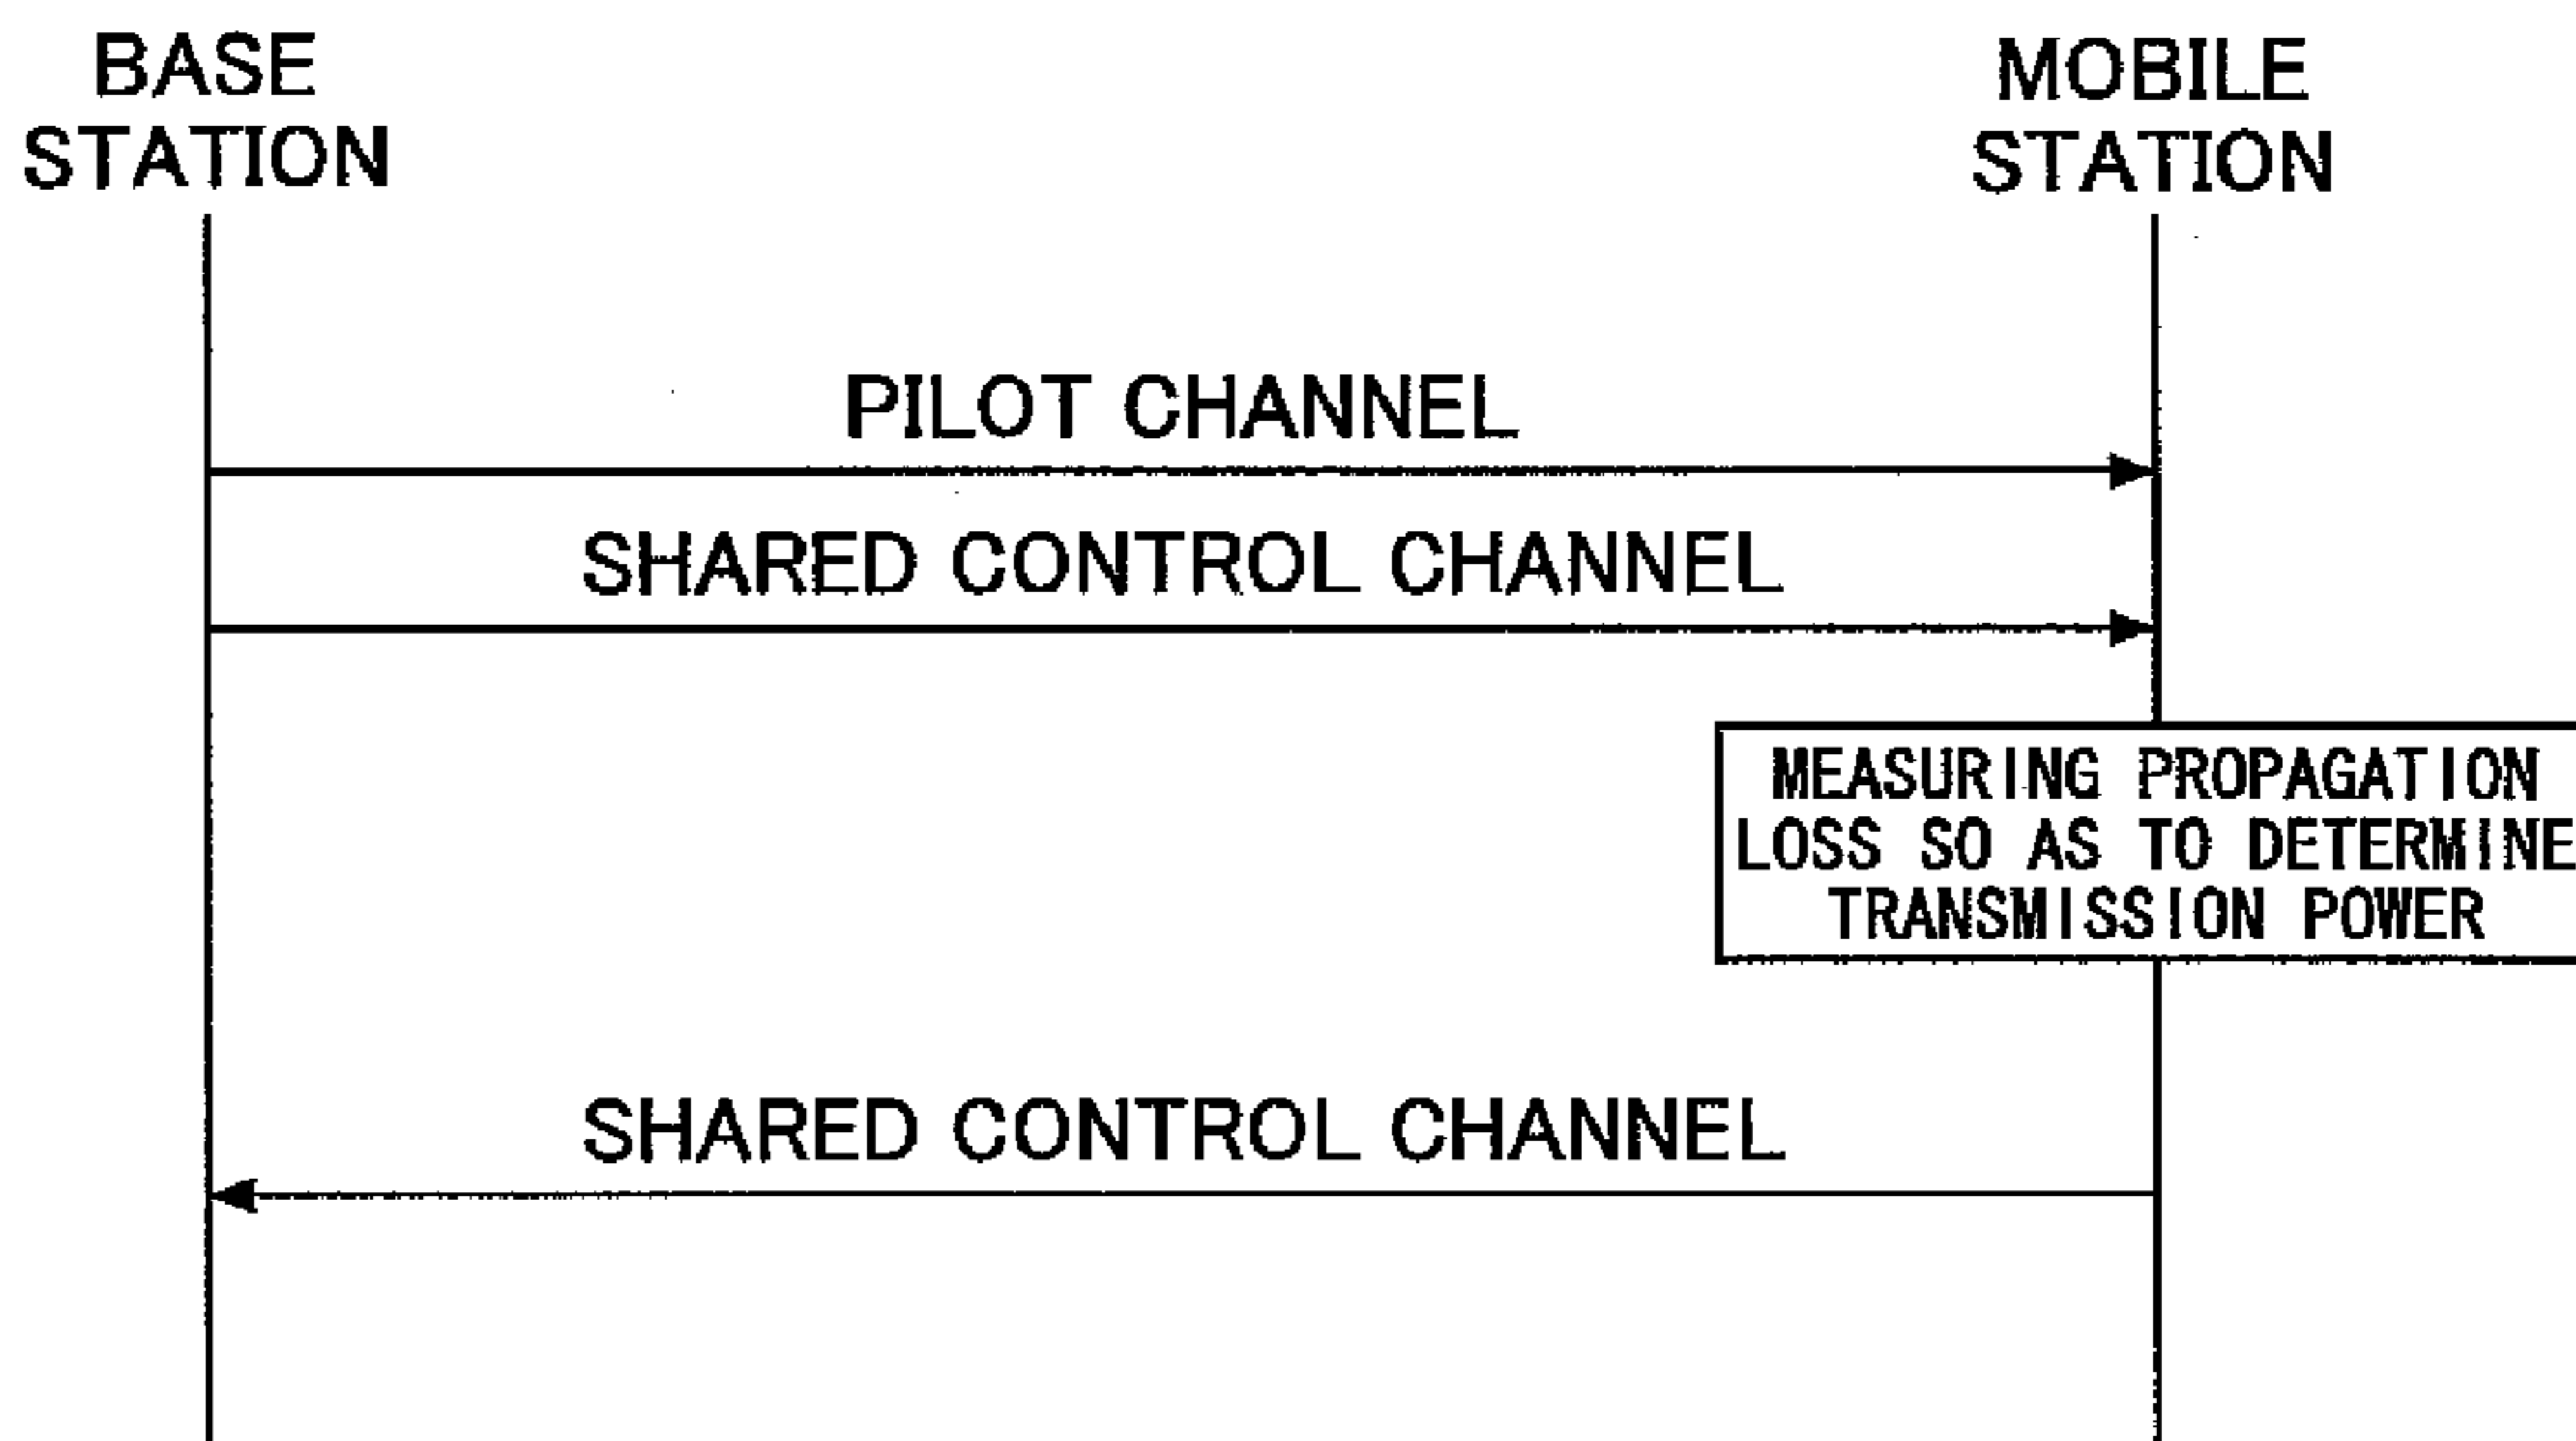 BASE
STATION
MOBILE
STATION
PILOT CHANNEL
SHARED CONTROL CHANNEL
MEASURING PROPAGATION
LOSS SO AS TO DETERMINE
TRANSMISSION POWER
SHARED CONTROL CHANNEL